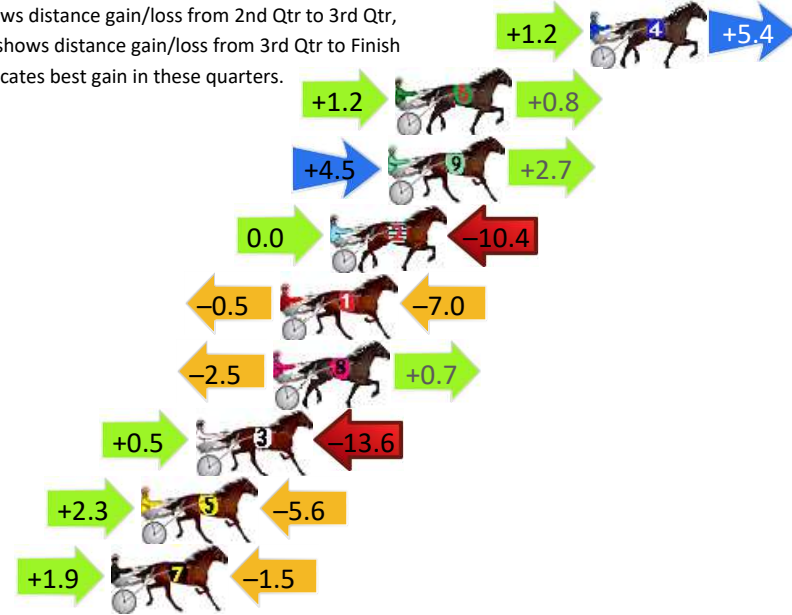 ws distance gain/loss from 2nd Qtr to 3rd Qtr,
shows distance gain/loss from 3rd Qtr to Finish
cates best gain in these quarters.
+1.2 4 +5.4
+1.2 6 +0.8
+4.5 9 +2.7
0.0 2 –10.4
–0.5 1 –7.0
–2.5 8 +0.7
+0.5 3 –13.6
+2.3 5 –5.6
+1.9 7 –1.5